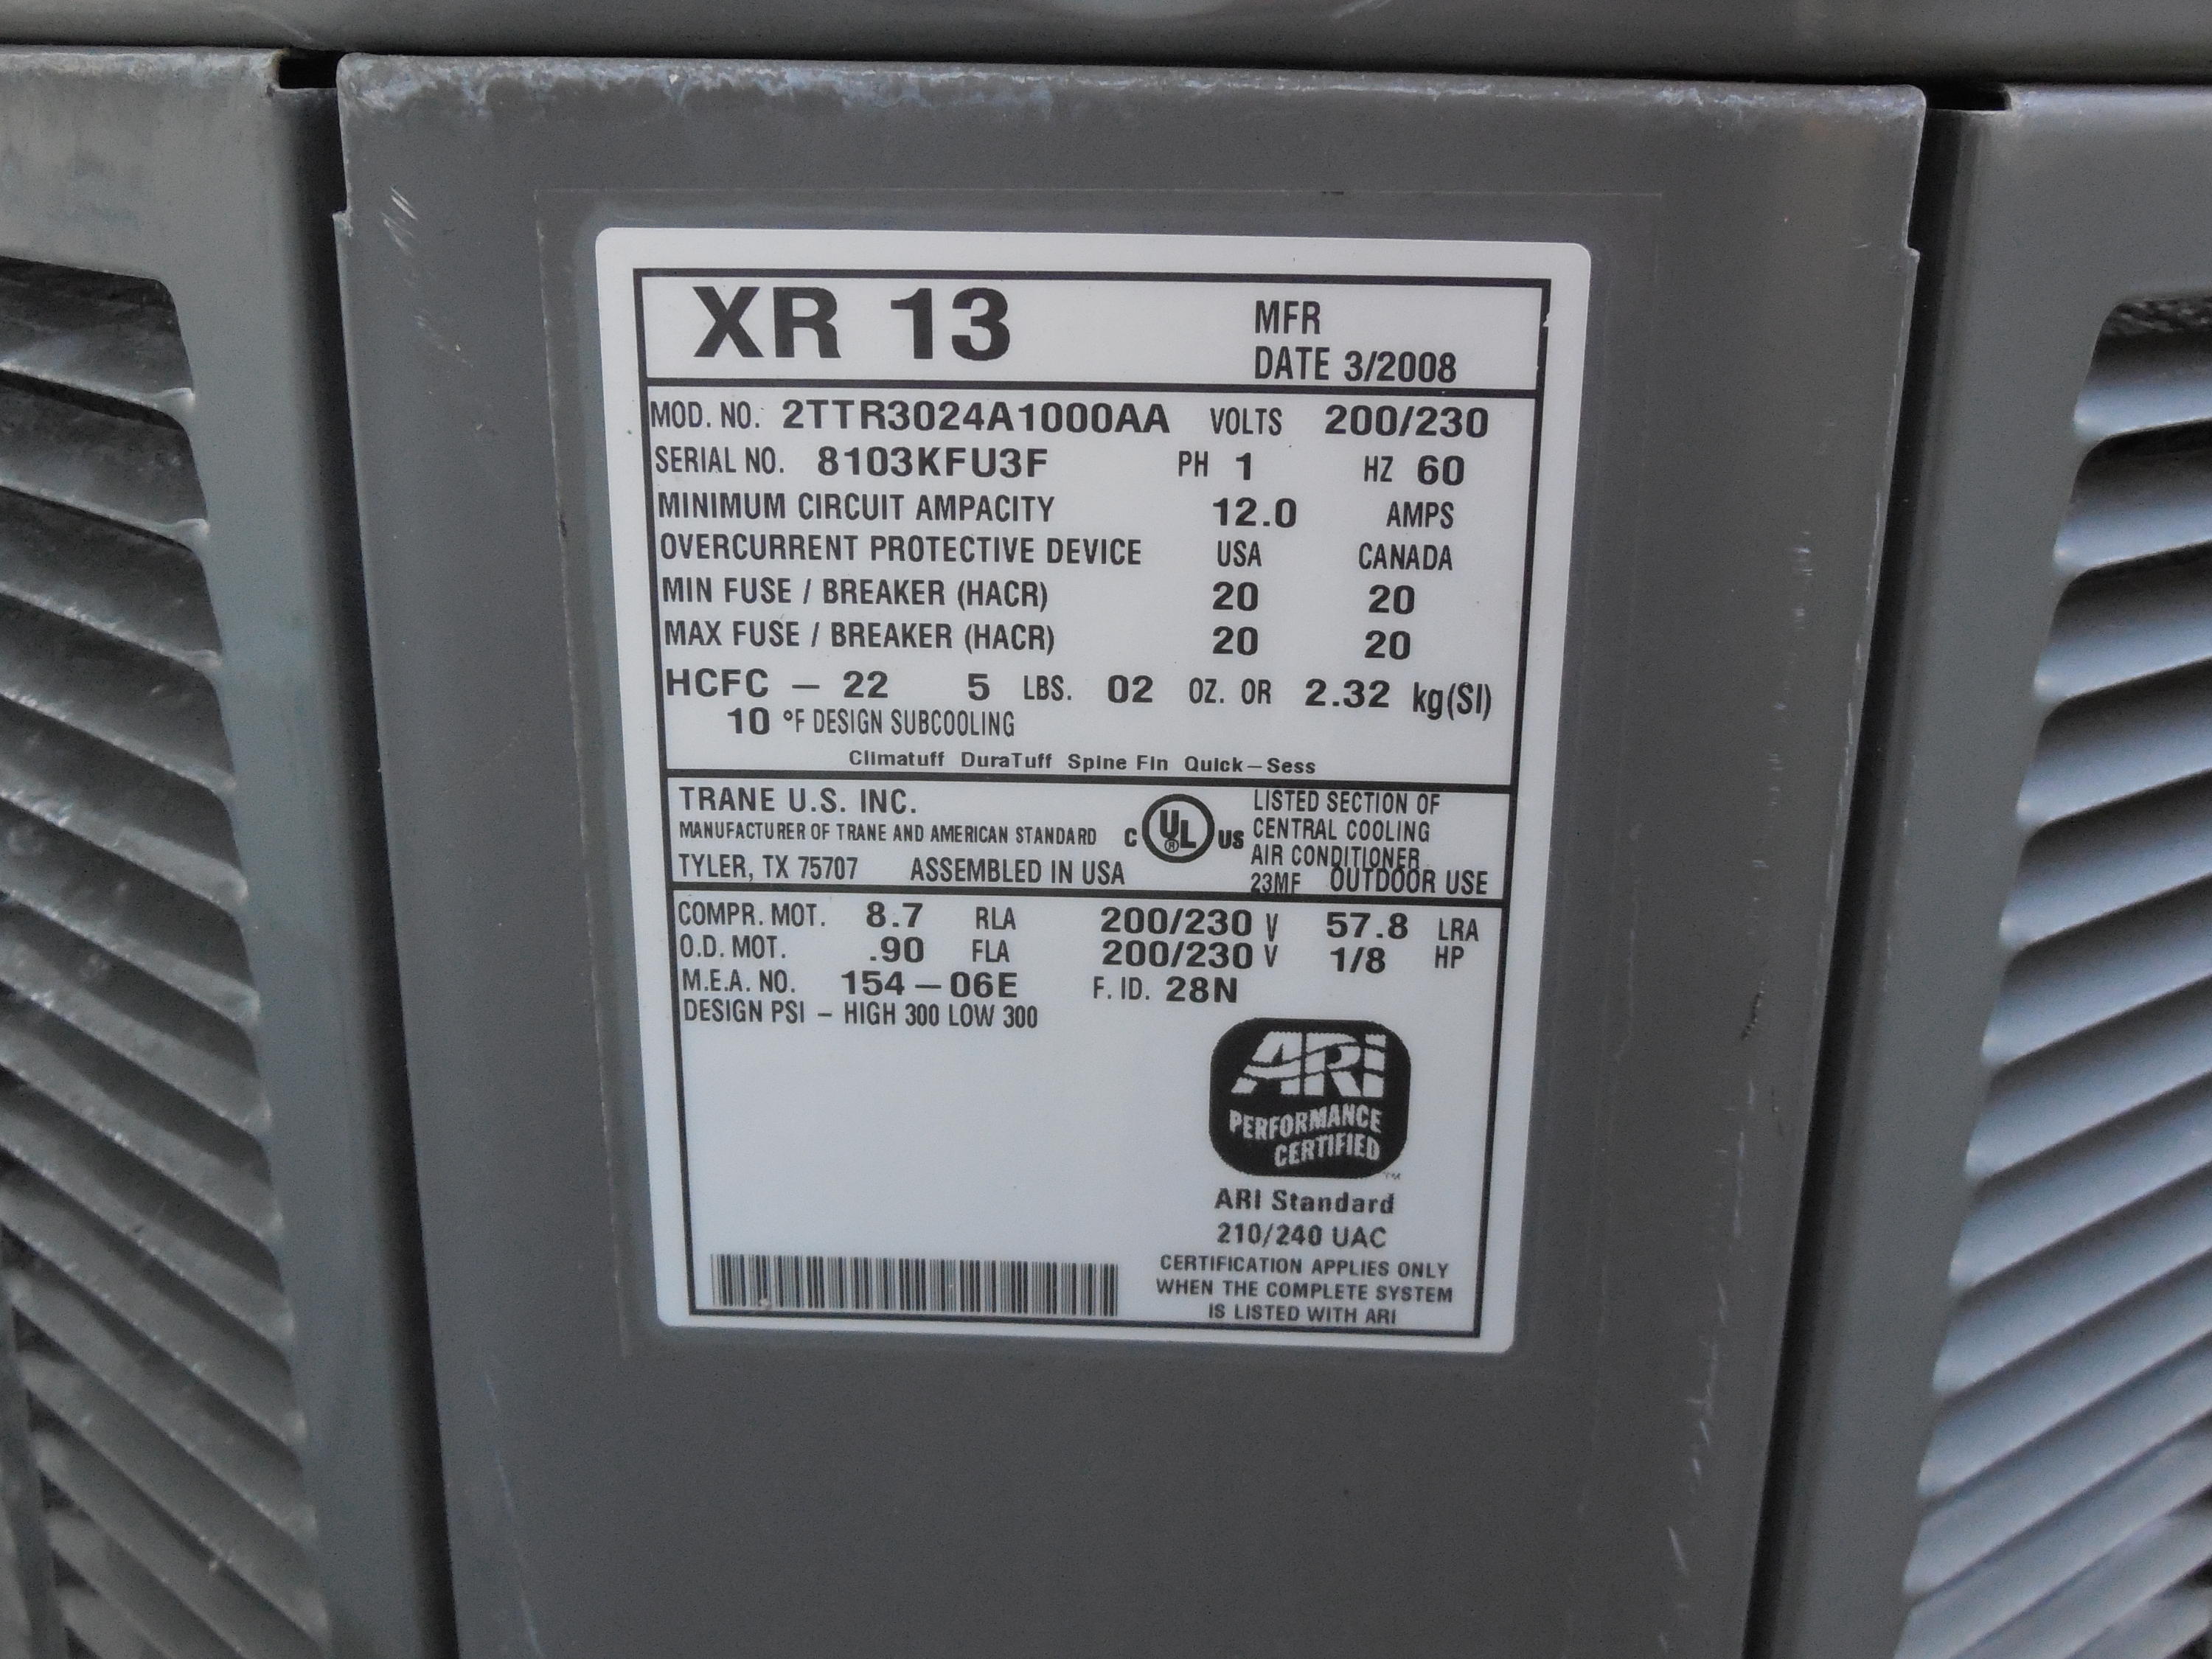 XR 13
MFR
DATE 3/2008
MOD. NO. 2TTR3024A1000AA VOLTS 200/230
SERIAL NO. 8103KFU3F PH 1 HZ 60
MINIMUM CIRCUIT AMPACITY 12.0 AMPS
OVERCURRENT PROTECTIVE DEVICE USA CANADA
MIN FUSE / BREAKER (HACR) 20 20
MAX FUSE / BREAKER (HACR) 20 20
HCFC – 22 5 LBS. 02 OZ. OR 2.32 kg(SI)
10 °F DESIGN SUBCOOLING
Climatuff DuraTuff Spine Fin Quick–Sess
TRANE U.S. INC.
MANUFACTURER OF TRANE AND AMERICAN STANDARD
TYLER, TX 75707 ASSEMBLED IN USA
C UL ® US
LISTED SECTION OF
CENTRAL COOLING
AIR CONDITIONER
23MF OUTDOOR USE
COMPR. MOT. 8.7 RLA 200/230 V 57.8 LRA
O.D. MOT. .90 FLA 200/230 V 1/8 HP
M.E.A. NO. 154–06E F. ID. 28N
DESIGN PSI – HIGH 300 LOW 300
ARI
PERFORMANCE
CERTIFIED
™
ARI Standard
210/240 UAC
CERTIFICATION APPLIES ONLY
WHEN THE COMPLETE SYSTEM
IS LISTED WITH ARI